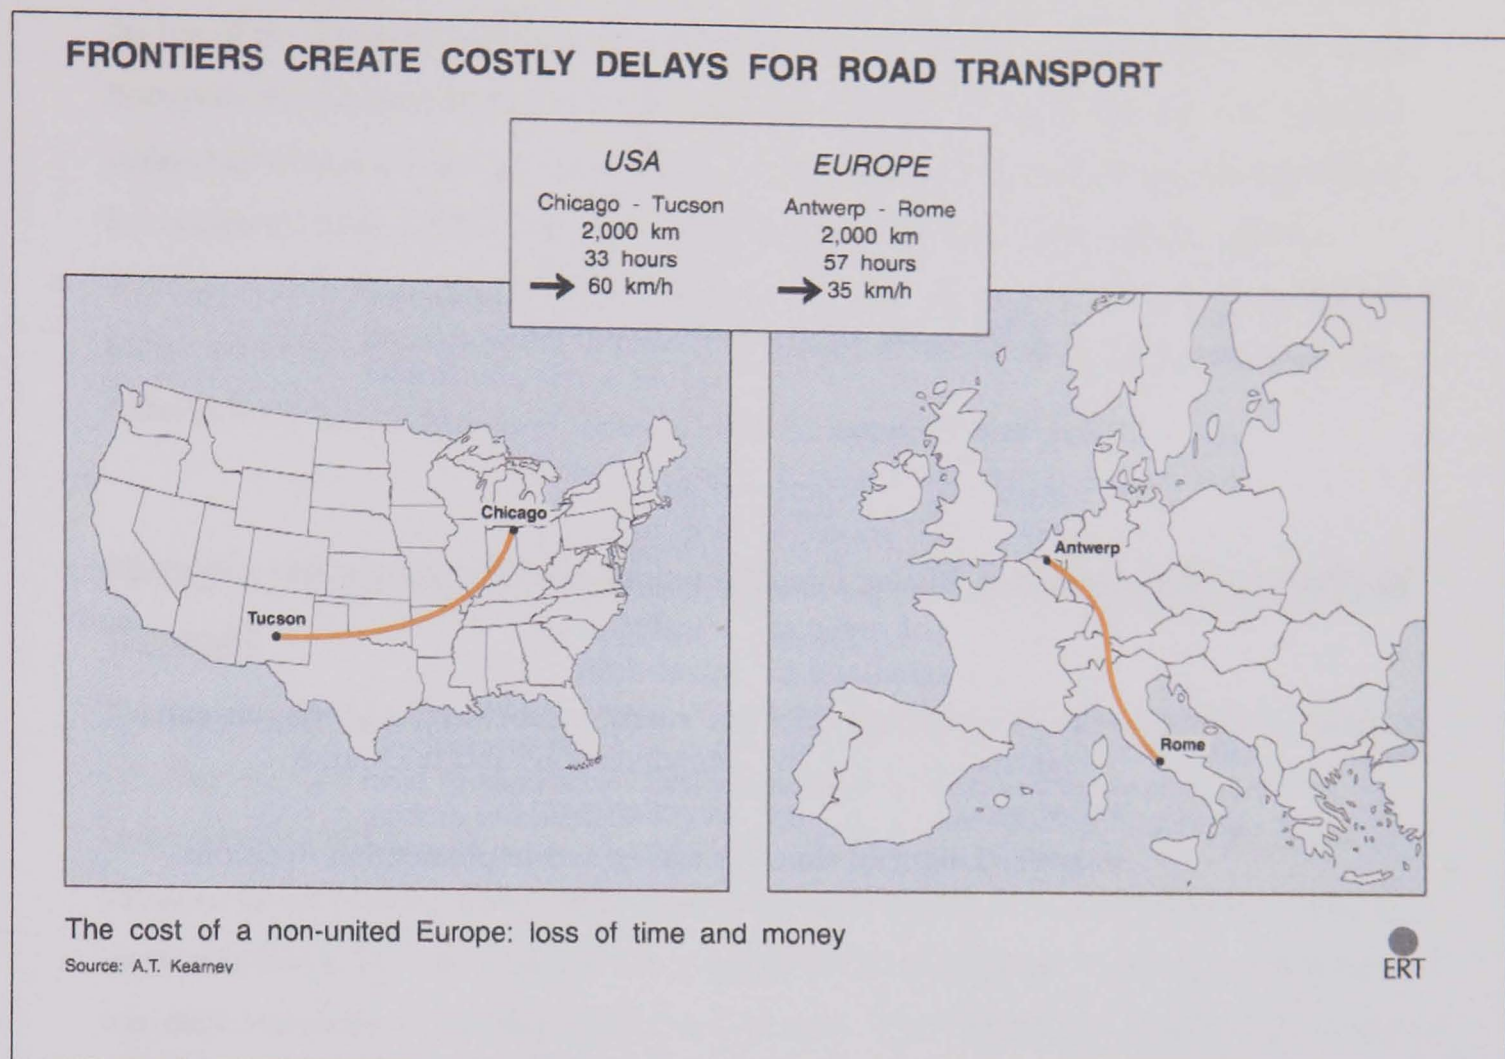 FRONTIERS CREATE COSTLY DELAYS FOR ROAD TRANSPORT
USA
Chicago - Tucson
2,000 km
33 hours
→ 60 km/h
EUROPE
Antwerp - Rome
2,000 km
57 hours
→ 35 km/h
Chicago
Tucson
Antwerp
Rome
The cost of a non-united Europe: loss of time and money
Source: A.T. Kearney
ERT